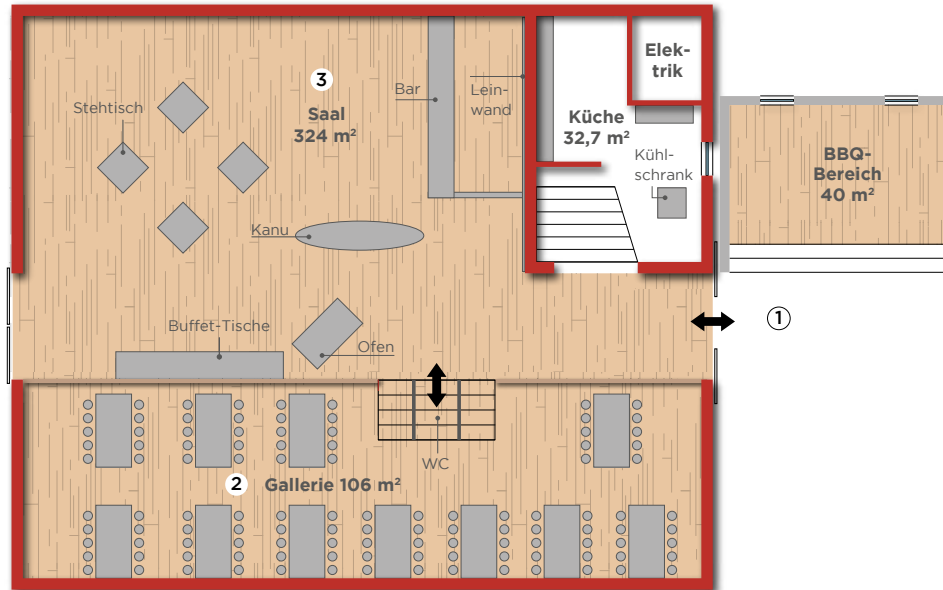 Elek-
trik
3
Bar
Lein-
wand
Stehtisch
Saal
324 m²
Küche
32,7 m²
Kühl-
schrank
BBQ-
Bereich
40 m²
Kanu
1
Buffet-Tische
Ofen
WC
2 Gallerie 106 m²